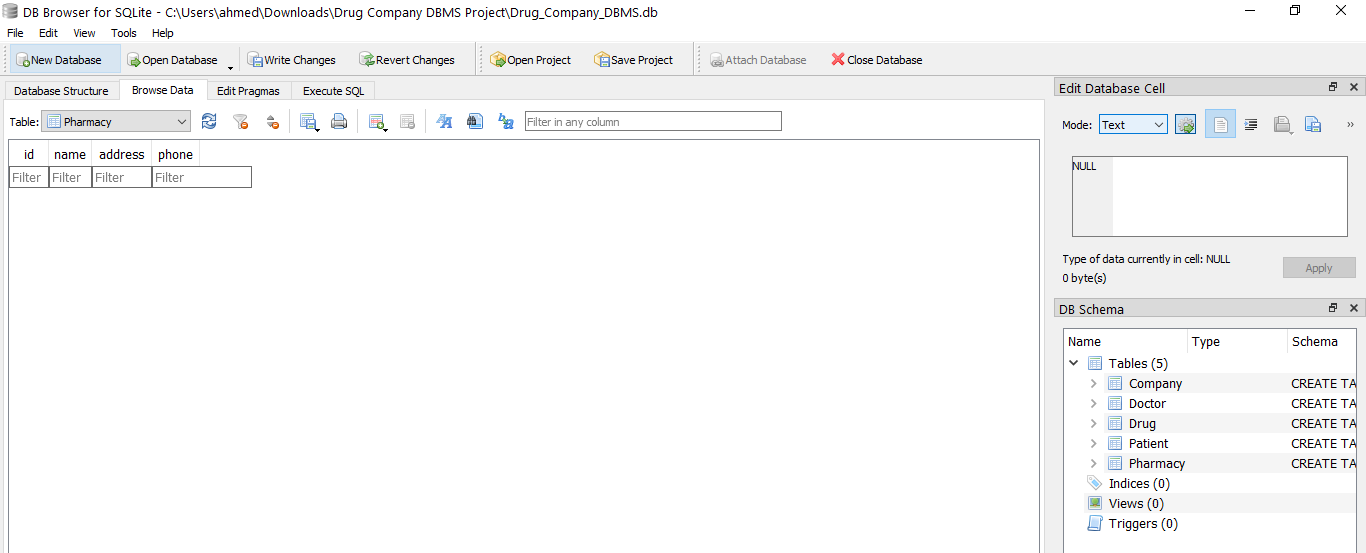 DB Browser for SQLite - C:\Users\ahmed\Downloads\Drug Company DBMS Project\Drug_Company_DBMS.db
File Edit View Tools Help
New Database Open Database Write Changes Revert Changes Open Project Save Project Attach Database Close Database
Database Structure Browse Data Edit Pragmas Execute SQL
Table: Pharmacy Filter in any column
id name address phone
Filter Filter Filter Filter
Edit Database Cell
Mode: Text
NULL
Type of data currently in cell: NULL
0 byte(s)
Apply
DB Schema
Name Type Schema
Tables (5)
Company CREATE TA
Doctor CREATE TA
Drug CREATE TA
Patient CREATE TA
Pharmacy CREATE TA
Indices (0)
Views (0)
Triggers (0)